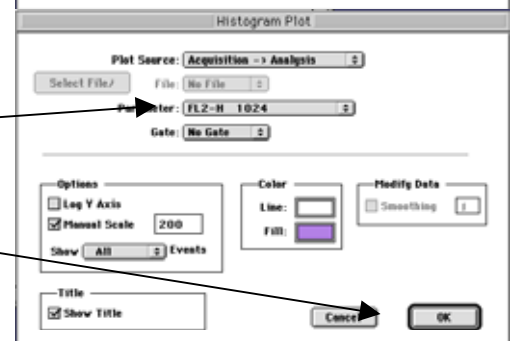 Histogram Plot
Plot Source: Acquisition -> Analysis
Select File/ File: No File
Parameter: FL2-H 1024
Gate: No Gate
Options
Log Y Axis
Manual Scale 200
Show All Events
Color
Line:
Fill:
Modify Data
Smoothing
Title
Show Title
Cancel OK